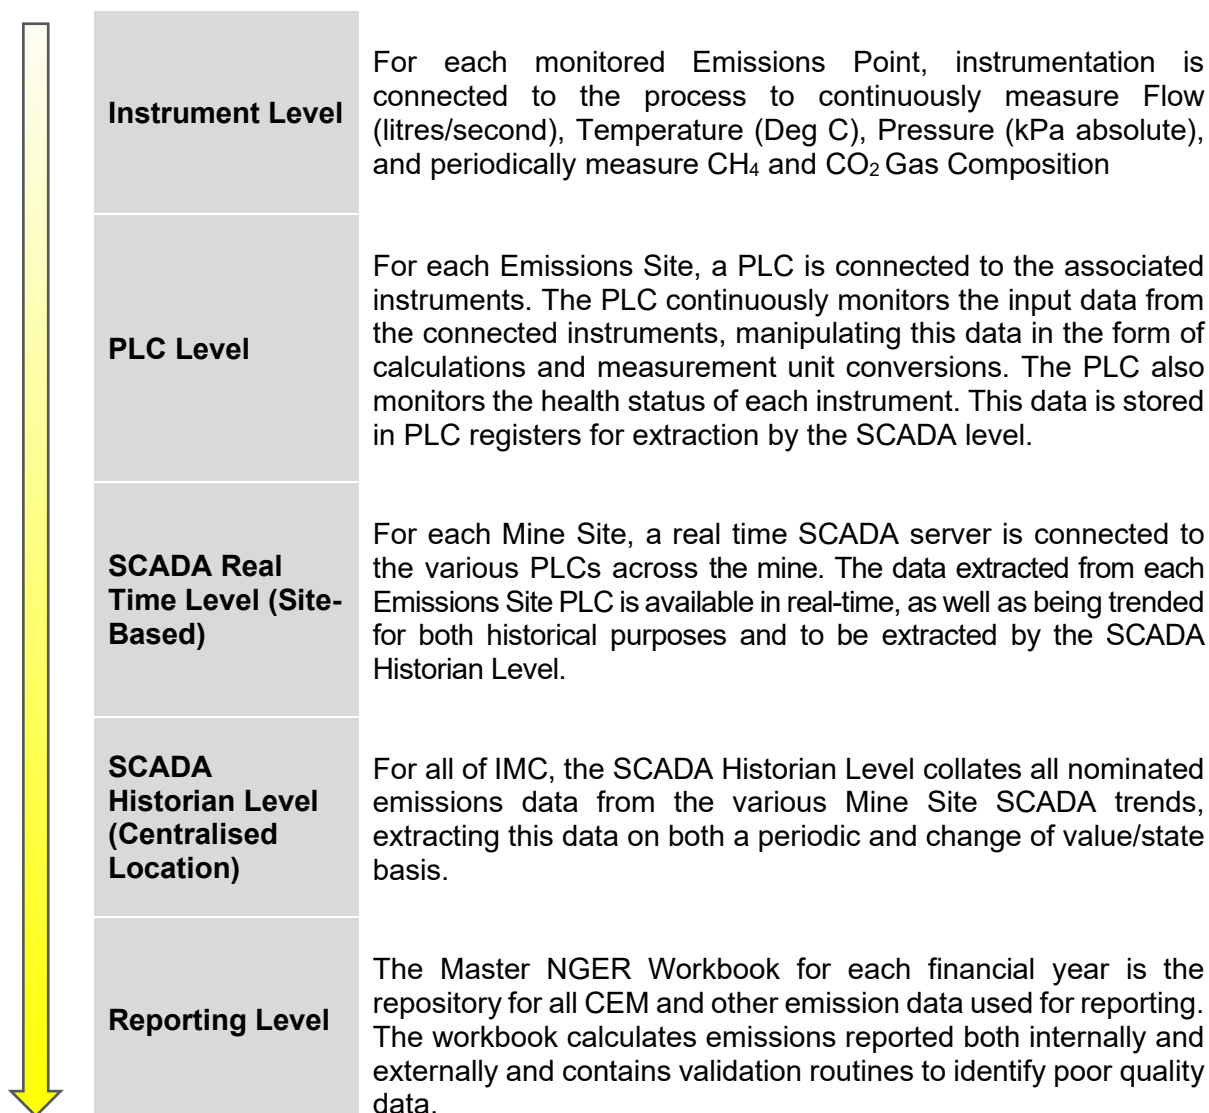 Instrument Level
For each monitored Emissions Point, instrumentation is
connected to the process to continuously measure Flow
(litres/second), Temperature (Deg C), Pressure (kPa absolute),
and periodically measure CH₄ and CO₂ Gas Composition
PLC Level
For each Emissions Site, a PLC is connected to the associated
instruments. The PLC continuously monitors the input data from
the connected instruments, manipulating this data in the form of
calculations and measurement unit conversions. The PLC also
monitors the health status of each instrument. This data is stored
in PLC registers for extraction by the SCADA level.
SCADA Real
Time Level (Site-
Based)
For each Mine Site, a real time SCADA server is connected to
the various PLCs across the mine. The data extracted from each
Emissions Site PLC is available in real-time, as well as being trended
for both historical purposes and to be extracted by the SCADA
Historian Level.
SCADA
Historian Level
(Centralised
Location)
For all of IMC, the SCADA Historian Level collates all nominated
emissions data from the various Mine Site SCADA trends,
extracting this data on both a periodic and change of value/state
basis.
Reporting Level
The Master NGER Workbook for each financial year is the
repository for all CEM and other emission data used for reporting.
The workbook calculates emissions reported both internally and
externally and contains validation routines to identify poor quality
data.